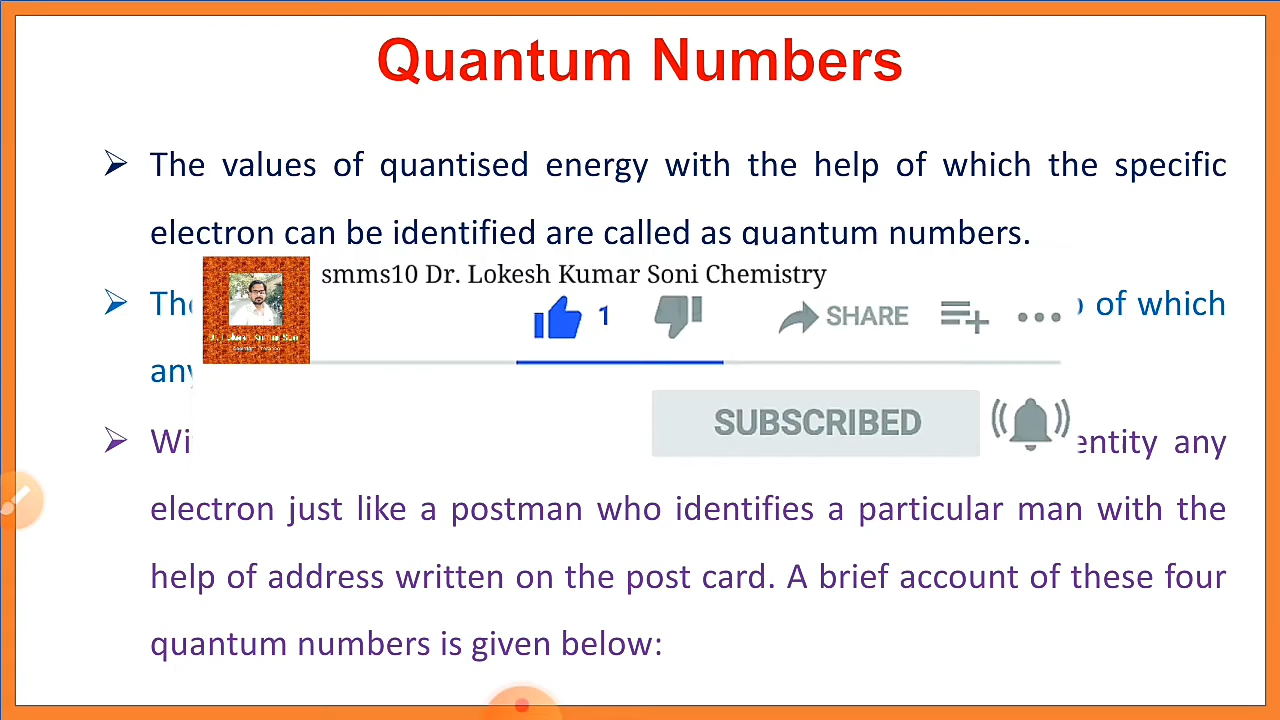 Quantum Numbers
The values of quantised energy with the help of which the specific
electron can be identified are called as quantum numbers.
smms10 Dr. Lokesh Kumar Soni Chemistry
The of which
1 SHARE
any
SUBSCRIBED
any
electron just like a postman who identifies a particular man with the
help of address written on the post card. A brief account of these four
quantum numbers is given below: